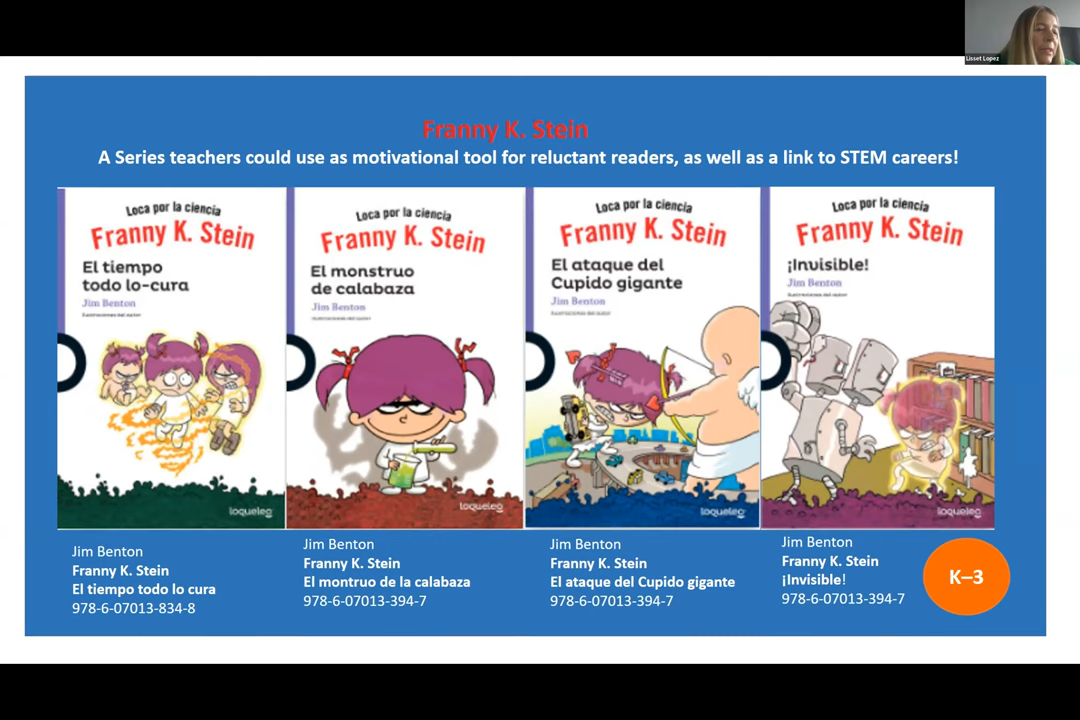 Lisset Lopez
Franny K. Stein
A Series teachers could use as motivational tool for reluctant readers, as well as a link to STEM careers!
Loca por la ciencia
Franny K. Stein
El tiempo
todo lo-cura
Jim Benton
Ilustraciones del autor
loqueleo
Loca por la ciencia
Franny K. Stein
El monstruo
de calabaza
Jim Benton
Ilustraciones del autor
loqueleo
Loca por la ciencia
Franny K. Stein
El ataque del
Cupido gigante
Jim Benton
Ilustraciones del autor
loqueleo
Loca por la ciencia
Franny K. Stein
¡Invisible!
Jim Benton
Ilustraciones del autor
loqueleo
Jim Benton
Franny K. Stein
El tiempo todo lo cura
978-6-07013-834-8
Jim Benton
Franny K. Stein
El montruo de la calabaza
978-6-07013-394-7
Jim Benton
Franny K. Stein
El ataque del Cupido gigante
978-6-07013-394-7
Jim Benton
Franny K. Stein
¡Invisible!
978-6-07013-394-7
K–3